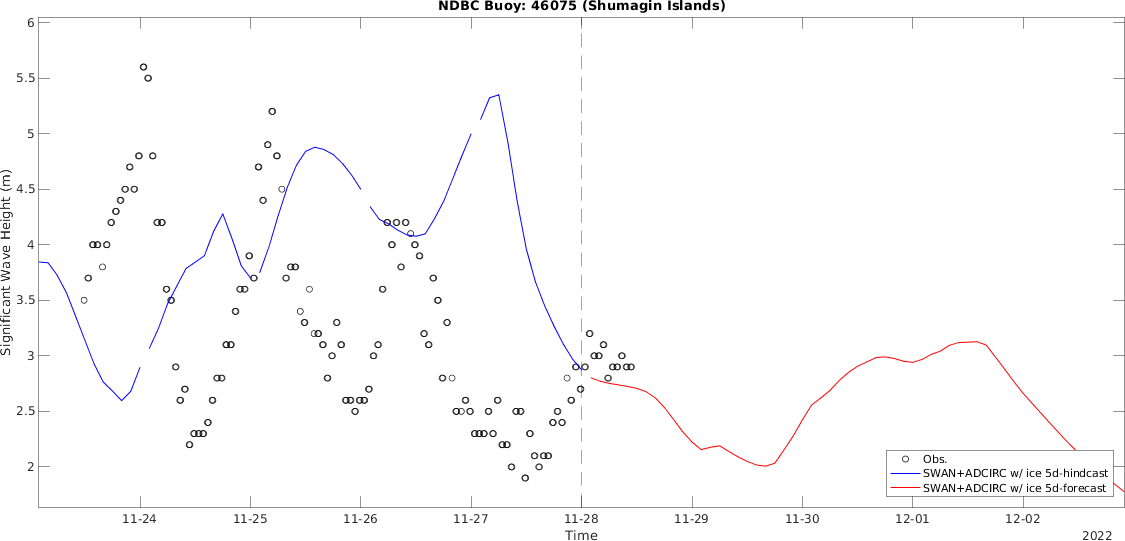 NDBC Buoy: 46075 (Shumagin Islands)
6
5.5
5
4.5
4
3.5
3
2.5
2
Significant Wave Height (m)
Obs.
SWAN+ADCIRC w/ ice 5d-hindcast
SWAN+ADCIRC w/ ice 5d-forecast
11-24 11-25 11-26 11-27 11-28 11-29 11-30 12-01 12-02
Time
2022